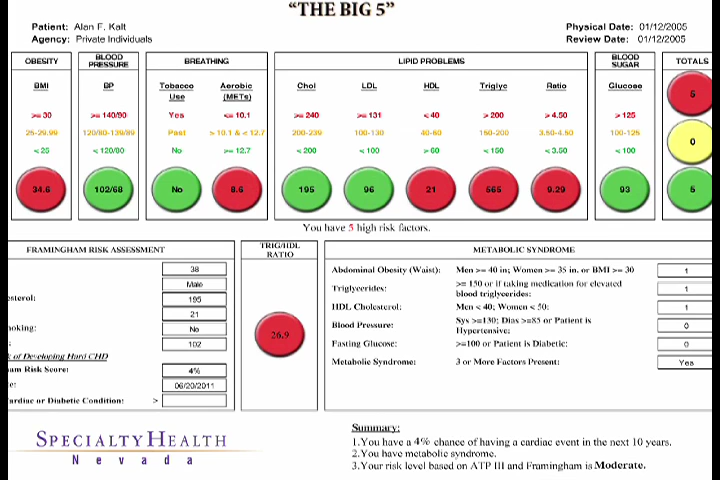 “THE BIG 5”
Patient: Alan F. Kalt
Agency: Private Individuals
Physical Date: 01/12/2005
Review Date: 01/12/2005
OBESITY
BLOOD PRESSURE
BREATHING
LIPID PROBLEMS
BLOOD SUGAR
TOTALS
BMI
BP
Tobacco Use
Aerobic (METs)
Chol
LDL
HDL
Triglyc
Ratio
Glucose
>= 30
>= 140/90
Yes
<= 10.1
>= 240
>= 131
< 40
> 200
> 4.50
> 125
5
25-29.99
120/80-139/89
Past
> 10.1 & < 12.7
200-239
100-130
40-60
150-200
3.50-4.50
100-125
0
< 25
< 120/80
No
>= 12.7
< 200
< 100
> 60
< 150
< 3.50
< 100
34.6
102/68
No
8.6
195
96
21
665
9.29
93
5
You have 5 high risk factors.
FRAMINGHAM RISK ASSESSMENT
38
Male
esterol:
195
21
noking:
No
:
102
k of Developing Hard CHD
am Risk Score:
4%
te:
06/20/2011
ardiac or Diabetic Condition: >
TRIG/HDL RATIO
26.9
METABOLIC SYNDROME
Abdominal Obesity (Waist): Men >= 40 in; Women >= 35 in. or BMI >= 30 1
Triglycerides: >= 150 or if taking medication for elevated
blood triglycerides: 1
HDL Cholesterol: Men < 40; Women < 50: 1
Blood Pressure: Sys >=130; Dias >=85 or Patient is
Hypertensive: 0
Fasting Glucose: >=100 or Patient is Diabetic: 0
Metabolic Syndrome: 3 or More Factors Present: Yes
SPECIALTYHEALTH
Nevada
Summary:
1.You have a 4% chance of having a cardiac event in the next 10 years.
2.You have metabolic syndrome.
3.Your risk level based on ATP III and Framingham is Moderate.